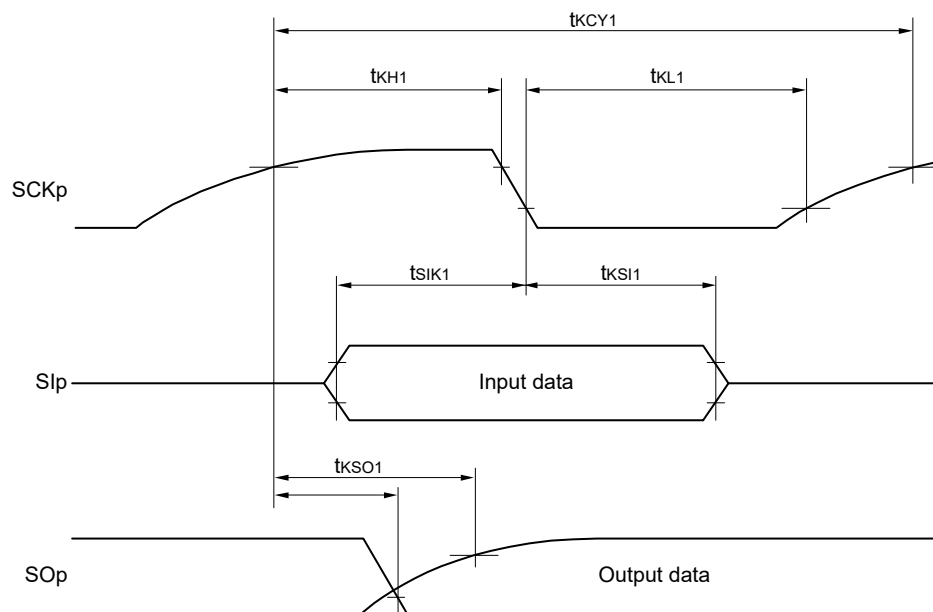 tKCY1
tKH1
tKL1
SCKp
tSIK1
tKSI1
SIp
Input data
tKSO1
SOp
Output data